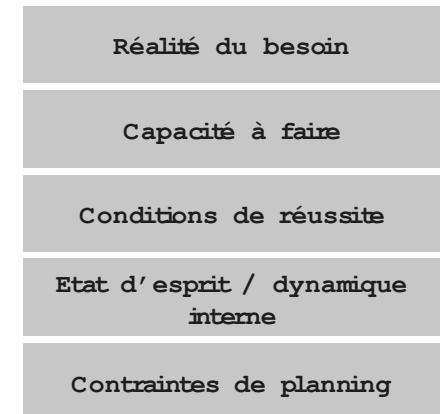 Réalité du besoin
Capacité à faire
Conditions de réussite
Etat d’esprit / dynamique
interne
Contraintes de planning